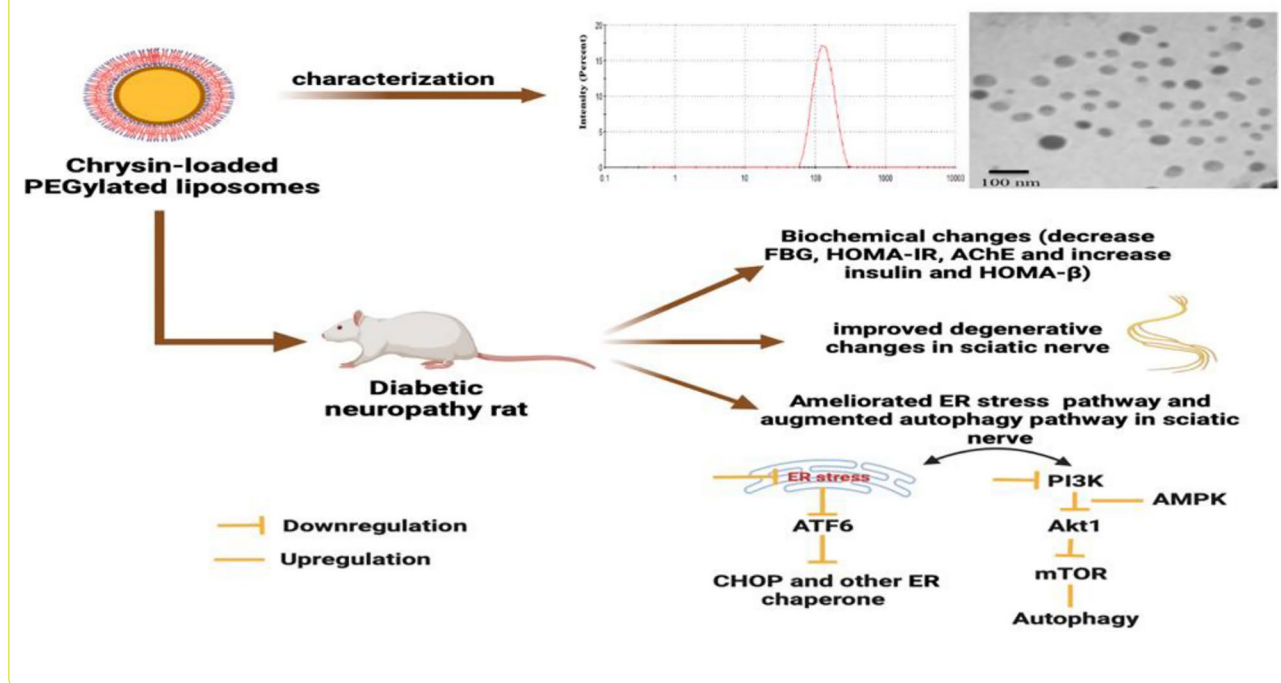 characterization
Chrysin-loaded
PEGylated liposomes
Intensity (Percent)
20
15
10
5
0
0.1
1
10
100
1000
10000
100 nm
Biochemical changes (decrease
FBG, HOMA-IR, AChE and increase
insulin and HOMA-β)
improved degenerative
changes in sciatic nerve
Diabetic
neuropathy rat
Ameliorated ER stress pathway and
augmented autophagy pathway in sciatic
nerve
ER stress
PI3K
AMPK
ATF6
Akt1
CHOP and other ER
chaperone
mTOR
Autophagy
Downregulation
Upregulation